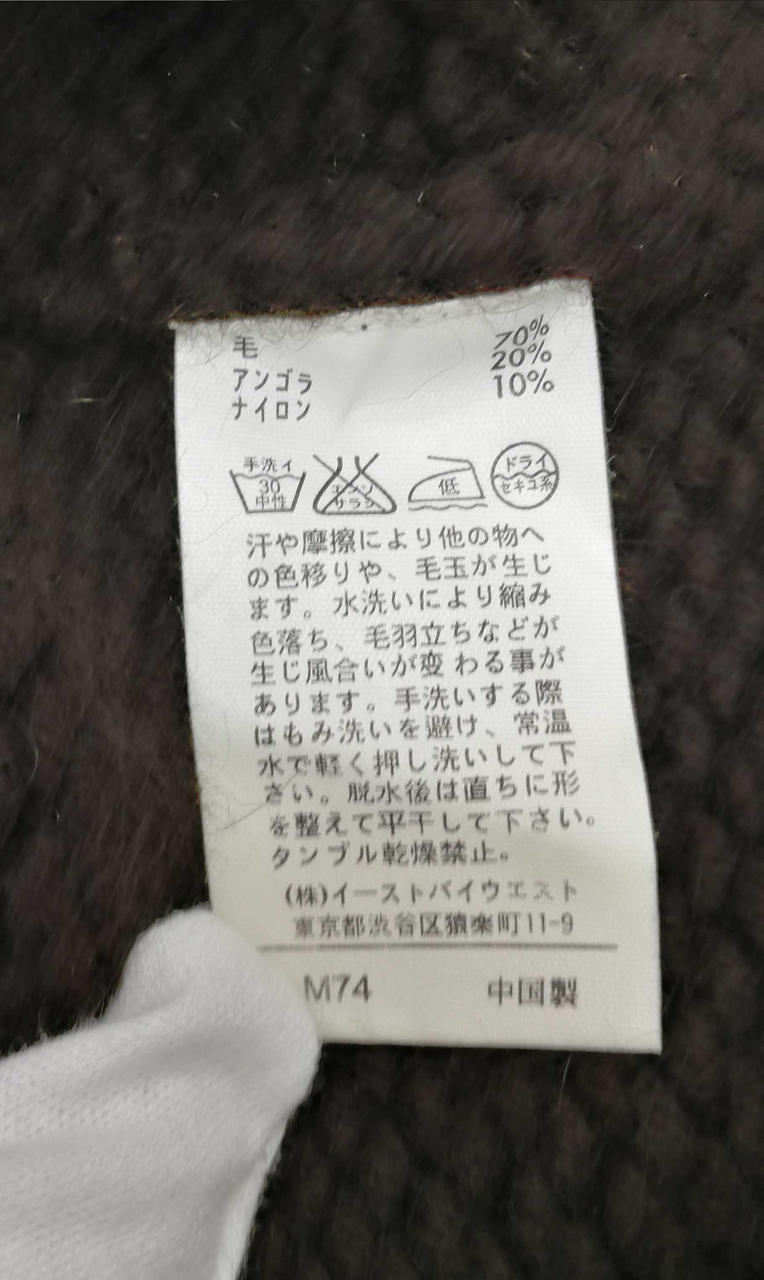 毛 70%
アンゴラ 20%
ナイロン 10%
手洗イ
30
中性
エンソ
サラシ
低
ドライ
セキユ系
汗や摩擦により他の物へ
の色移りや、毛玉が生じ
ます。水洗いにより縮み
色落ち、毛羽立ちなどが
生じ風合いが変わる事が
あります。手洗いする際
はもみ洗いを避け、常温
水で軽く押し洗いして下
さい。脱水後は直ちに形
を整えて平干して下さい。
タンブル乾燥禁止。
(株)イーストバイウエスト
東京都渋谷区猿楽町11-9
M74 中国製